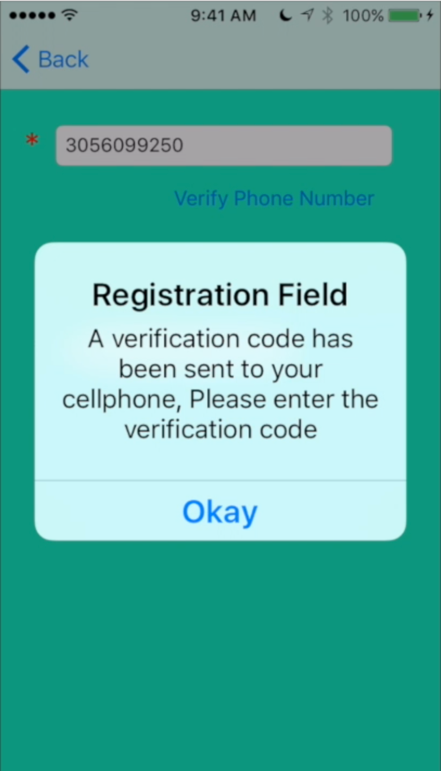 9:41 AM 100%
Back
* 3056099250
Verify Phone Number
Registration Field
A verification code has
been sent to your
cellphone, Please enter the
verification code
Okay